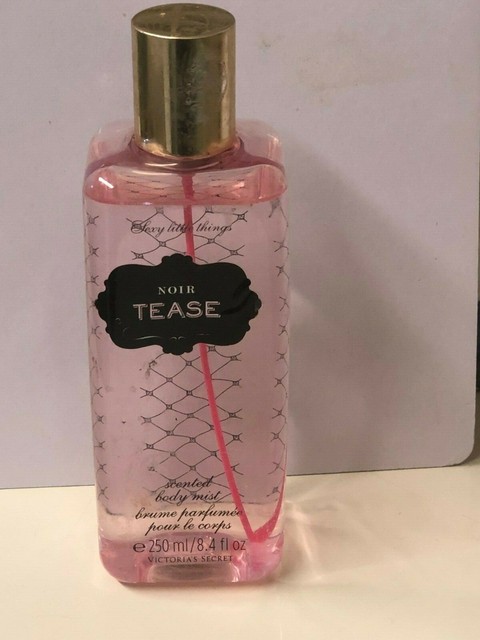 Sexy little things
NOIR
TEASE
scented
body mist
brume parfumée
pour le corps
e 250 ml/8.4 fl oz
VICTORIA'S SECRET